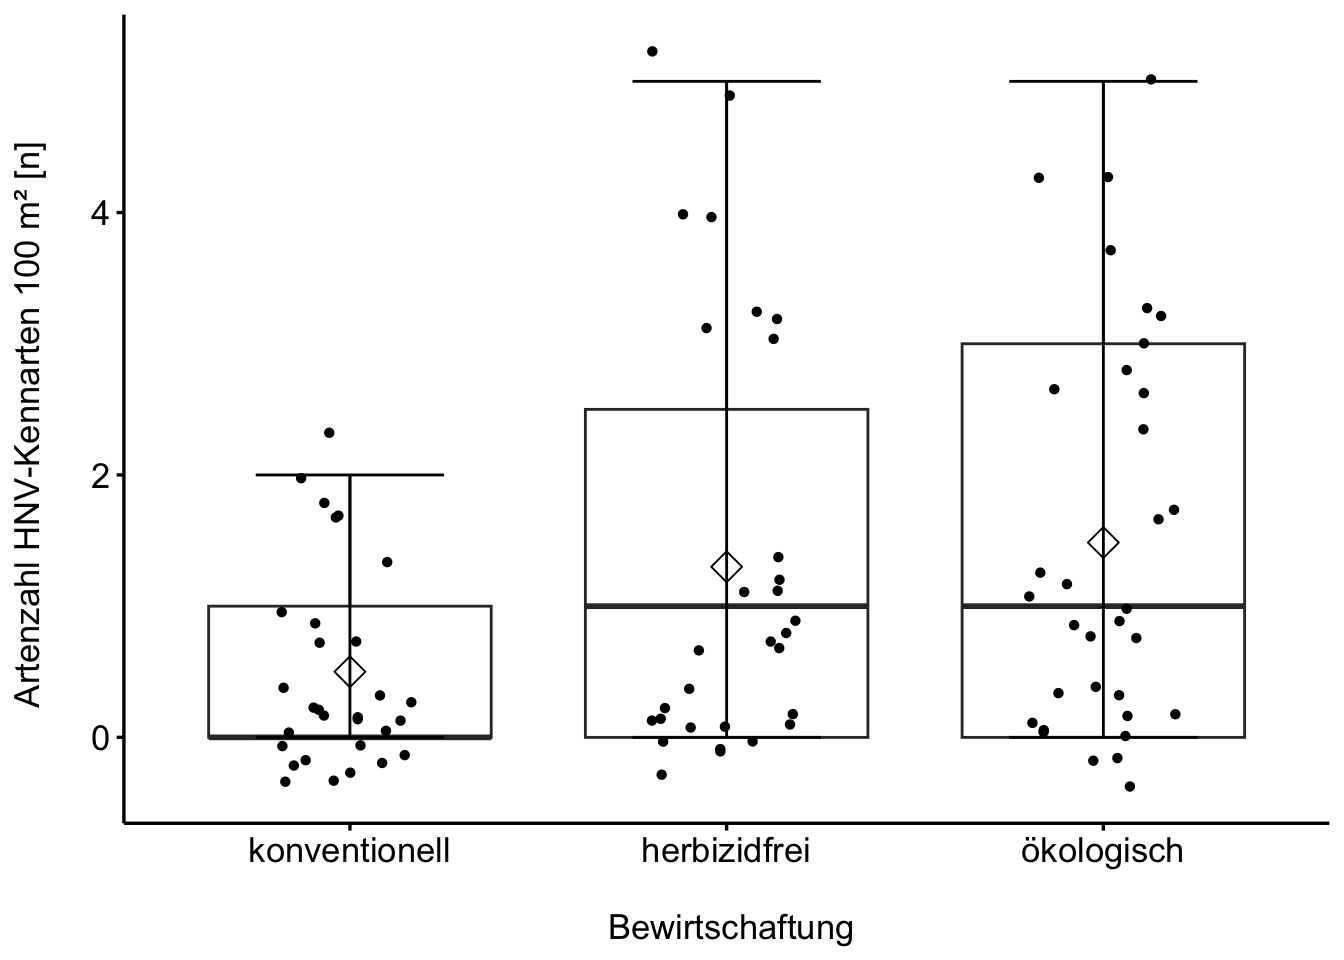 Artenzahl HNV-Kennarten 100 m² [n]
4
2
0
konventionell herbizidfrei ökologisch
Bewirtschaftung